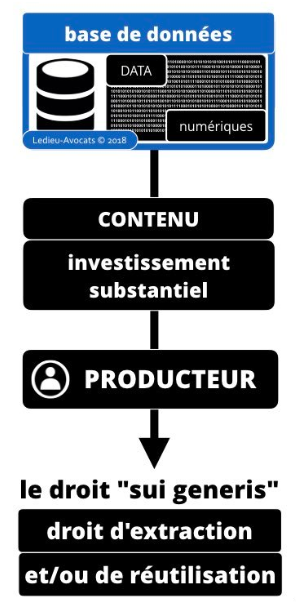 base de données
DATA
numériques
Ledieu-Avocats © 2018
CONTENU
investissement
substantiel
PRODUCTEUR
le droit "sui generis"
droit d'extraction
et/ou de réutilisation